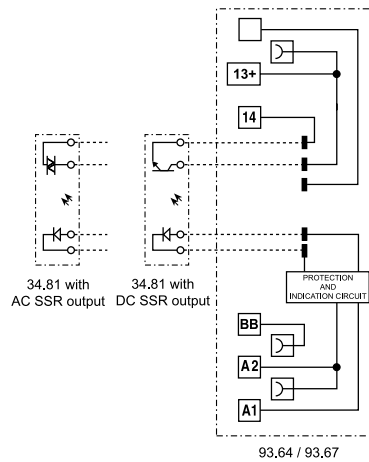 13+
14
34.81 with
AC SSR output
34.81 with
DC SSR output
PROTECTION
AND
INDICATION CIRCUIT
BB
A2
A1
93.64 / 93.67